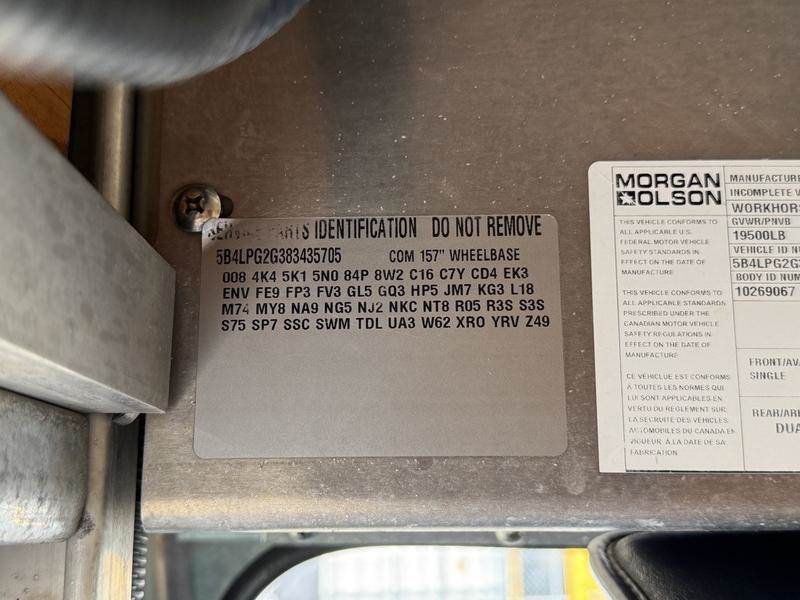 SERVICE PARTS IDENTIFICATION DO NOT REMOVE
5B4LPG2G383435705 COM 157" WHEELBASE
008 4K4 5K1 5N0 84P 8W2 C16 C7Y CD4 EK3
ENV FE9 FP3 FV3 GL5 GQ3 HP5 JM7 KG3 L18
M74 MY8 NA9 NG5 NJ2 NKC NT8 R05 R3S S3S
S75 SP7 SSC SWM TDL UA3 W62 XRO YRV Z49
MORGAN
OLSON
THIS VEHICLE CONFORMS TO
ALL APPLICABLE U.S.
FEDERAL MOTOR VEHICLE
SAFETY STANDARDS IN
EFFECT ON THE DATE OF
MANUFACTURE
THIS VEHICLE CONFORMS TO
ALL APPLICABLE STANDARDS
PRESCRIBED UNDER THE
CANADIAN MOTOR VEHICLE
SAFETY REGULATIONS IN
EFFECT ON THE DATE OF
MANUFACTURE
CE VÉHICLUE EST CONFORME
A TOUTES LES NORMES QUI
LUI SONT APPLICABLES EN
VERTU DU RÈGLEMENT SUR
LA SÉCURITÉ DES VÉHICLES
AUTOMOBILES DU CANADA EN
VIGUEUR A LA DATE DE SA
FABRICATION
MANUFACTURE
INCOMPLETE V
WORKHORS
GVWR/PNVB
19500LB
VEHICLE ID N
5B4LPG2G
BODY ID NUM
10269067
FRONT/AV
SINGLE
REAR/ARI
DUA